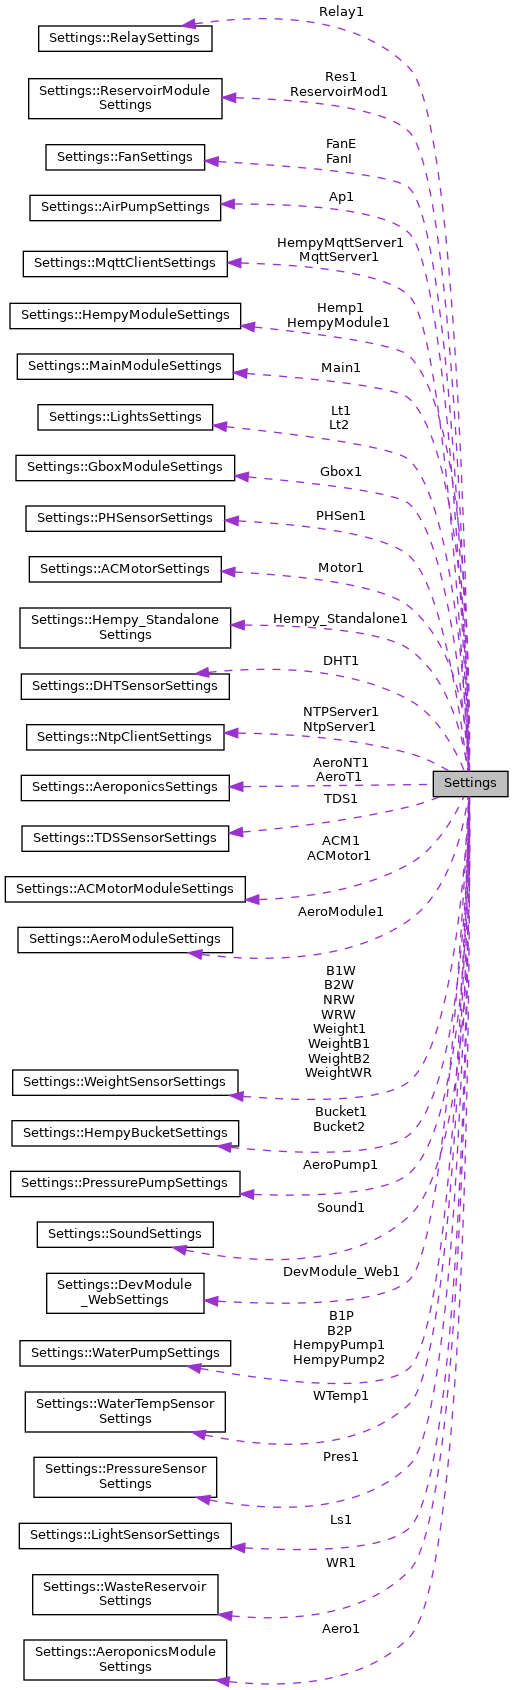 Relay1
Settings::RelaySettings
Res1
ReservoirMod1
Settings::ReservoirModule
Settings
FanE
FanI
Settings::FanSettings
Ap1
Settings::AirPumpSettings
HempyMqttServer1
MqttServer1
Settings::MqttClientSettings
Hemp1
HempyModule1
Settings::HempyModuleSettings
Main1
Settings::MainModuleSettings
Lt1
Lt2
Settings::LightsSettings
Gbox1
Settings::GboxModuleSettings
PHSen1
Settings::PHSensorSettings
Motor1
Settings::ACMotorSettings
Hempy_Standalone1
Settings::Hempy_Standalone
Settings
DHT1
Settings::DHTSensorSettings
NTPServer1
NtpServer1
Settings::NtpClientSettings
AeroNT1
AeroT1
Settings::AeroponicsSettings
Settings
TDS1
Settings::TDSSensorSettings
ACM1
ACMotor1
Settings::ACMotorModuleSettings
AeroModule1
Settings::AeroModuleSettings
B1W
B2W
NRW
WRW
Weight1
WeightB1
WeightB2
WeightWR
Settings::WeightSensorSettings
Bucket1
Bucket2
Settings::HempyBucketSettings
AeroPump1
Settings::PressurePumpSettings
Sound1
Settings::SoundSettings
DevModule_Web1
Settings::DevModule
_WebSettings
B1P
B2P
HempyPump1
HempyPump2
Settings::WaterPumpSettings
WTemp1
Settings::WaterTempSensor
Settings
Pres1
Settings::PressureSensor
Settings
Ls1
Settings::LightSensorSettings
WR1
Settings::WasteReservoir
Settings
Aero1
Settings::AeroponicsModule
Settings